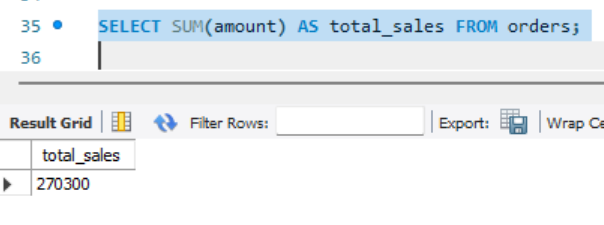 35 SELECT SUM(amount) AS total_sales FROM orders;
36
Result Grid Filter Rows: Export: Wrap Ce
total_sales
270300